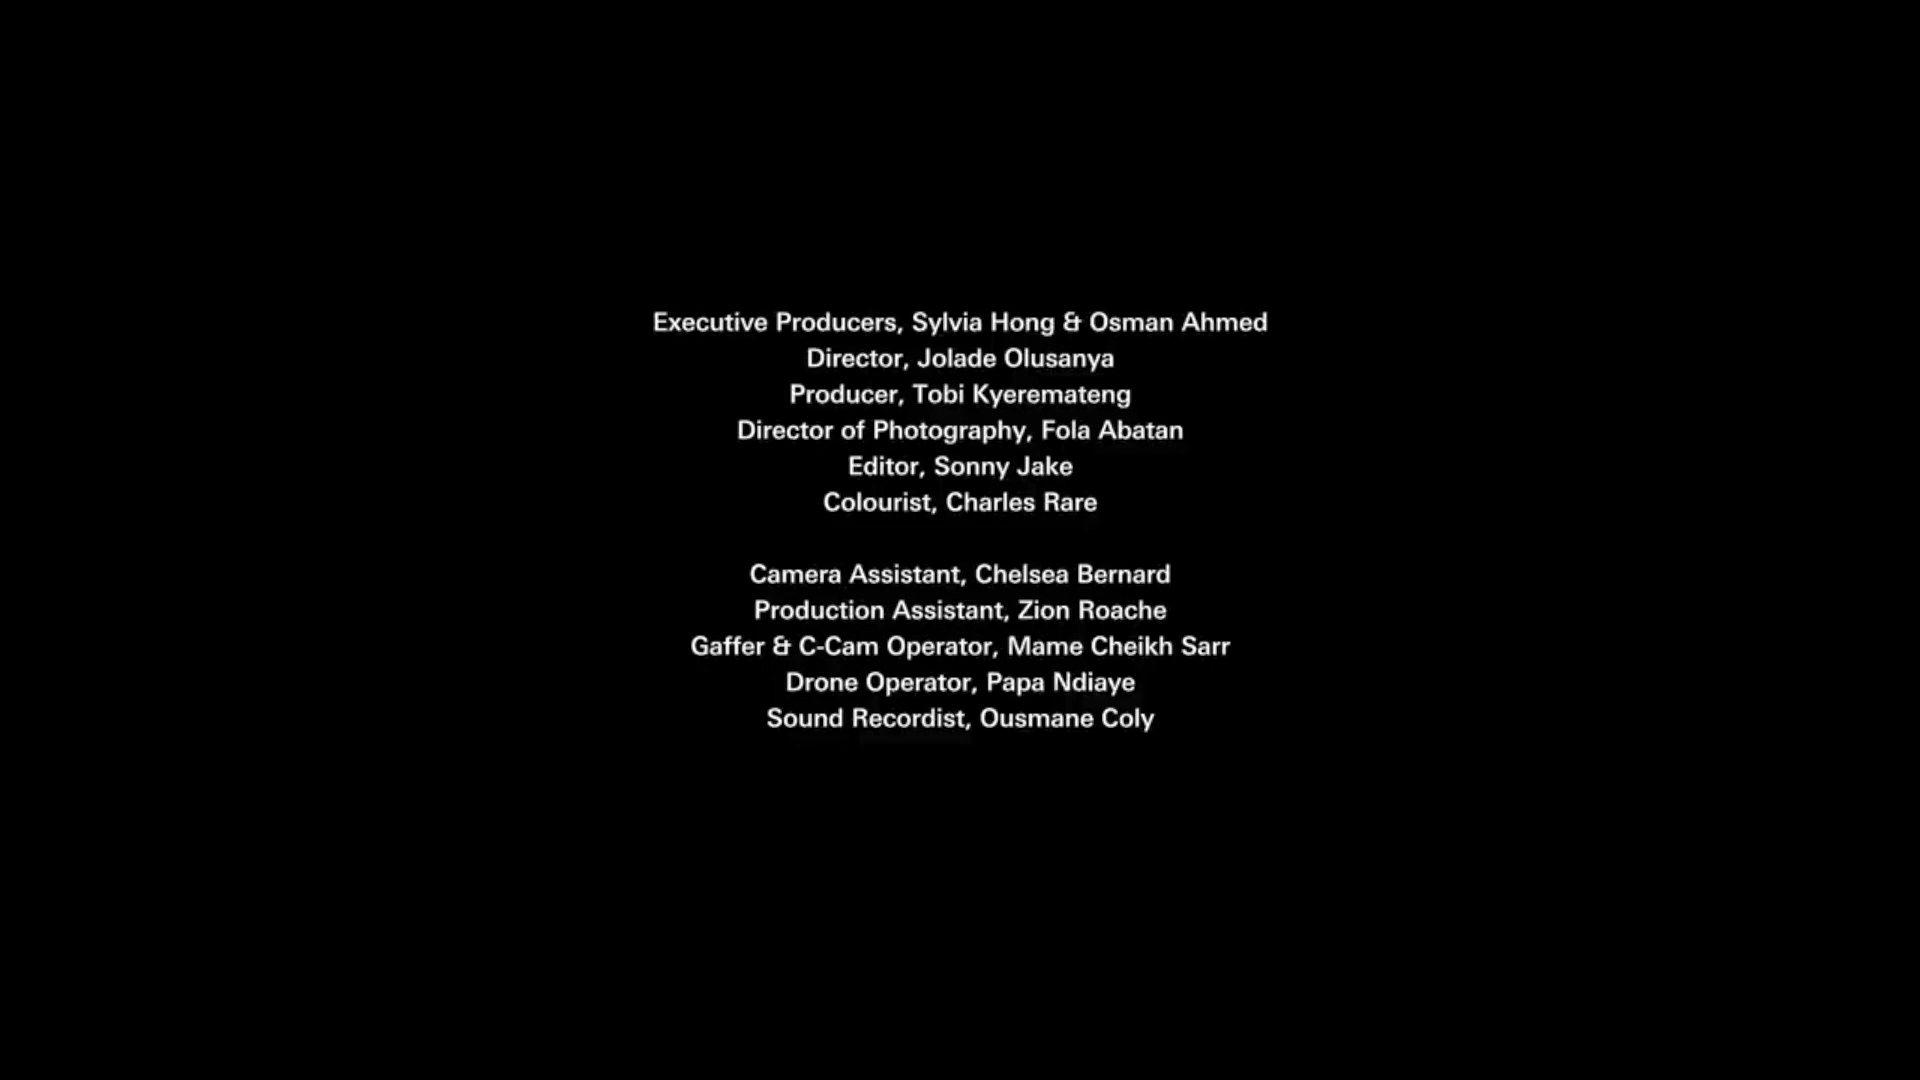 Executive Producers, Sylvia Hong & Osman Ahmed
Director, Jolade Olusanya
Producer, Tobi Kyeremateng
Director of Photography, Fola Abatan
Editor, Sonny Jake
Colourist, Charles Rare
Camera Assistant, Chelsea Bernard
Production Assistant, Zion Roache
Gaffer & C-Cam Operator, Mame Cheikh Sarr
Drone Operator, Papa Ndiaye
Sound Recordist, Ousmane Coly